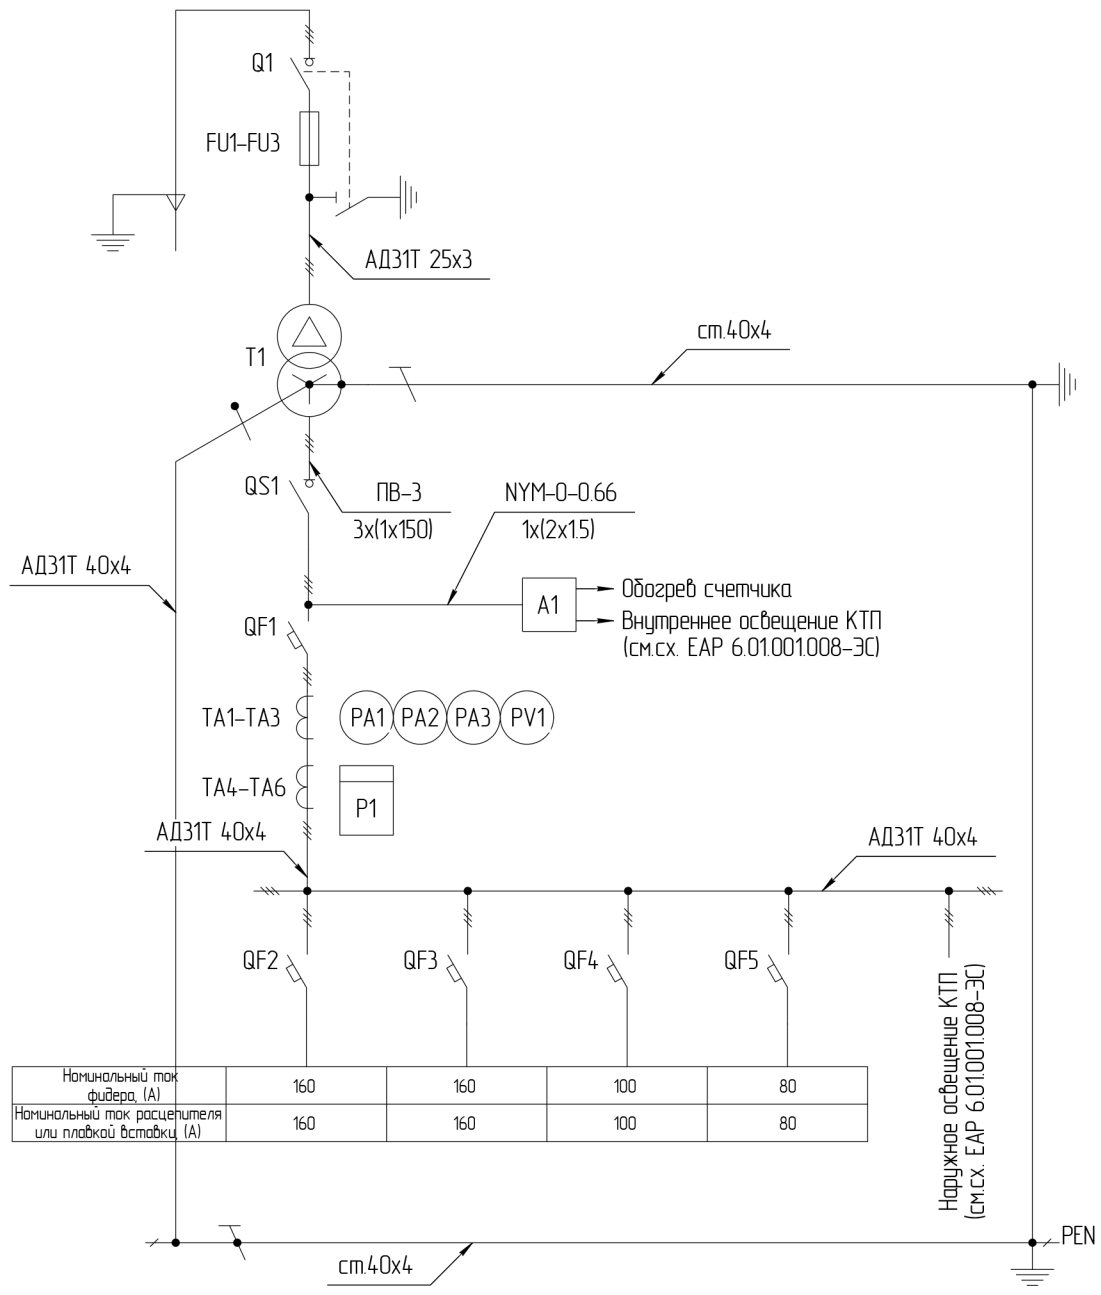 Q1
FU1-FU3
АД31Т 25х3
ст.40х4
T1
QS1
ПВ-3
3х(1х150)
NYM-0-0.66
1х(2х1.5)
АД31Т 40х4
A1
Обогрев счетчика
Внутреннее освещение КТП
(см.сх. ЕАР 6.01.001.008-ЭС)
QF1
TA1-TA3
PA1
PA2
PA3
PV1
TA4-TA6
P1
АД31Т 40х4
АД31Т 40х4
QF2
QF3
QF4
QF5
Наружное освещение КТП
(см.сх. ЕАР 6.01.001.008-ЭС)
Номинальный ток
фидера, (А)
160
160
100
80
Номинальный ток расцепителя
или плавкой вставки, (А)
160
160
100
80
PEN
ст.40х4